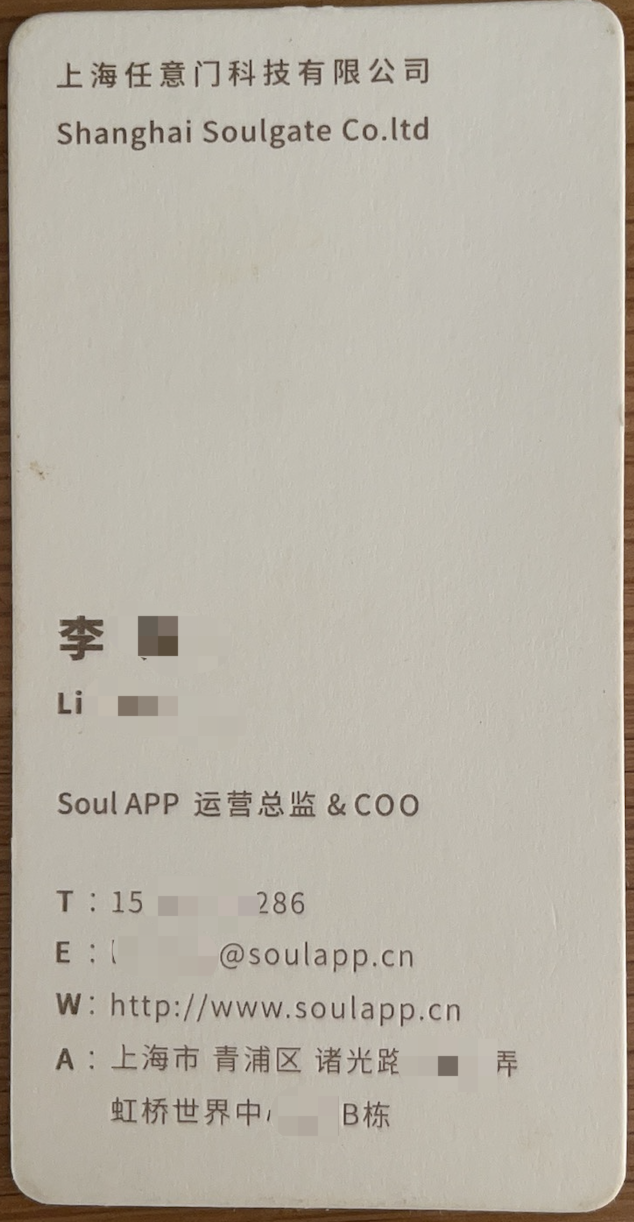 上海任意门科技有限公司
Shanghai Soulgate Co.ltd
李
Li
Soul APP 运营总监 & COO
T : 15 286
E : @soulapp.cn
W: http://www.soulapp.cn
A : 上海市 青浦区 诸光路 弄
虹桥世界中 B栋